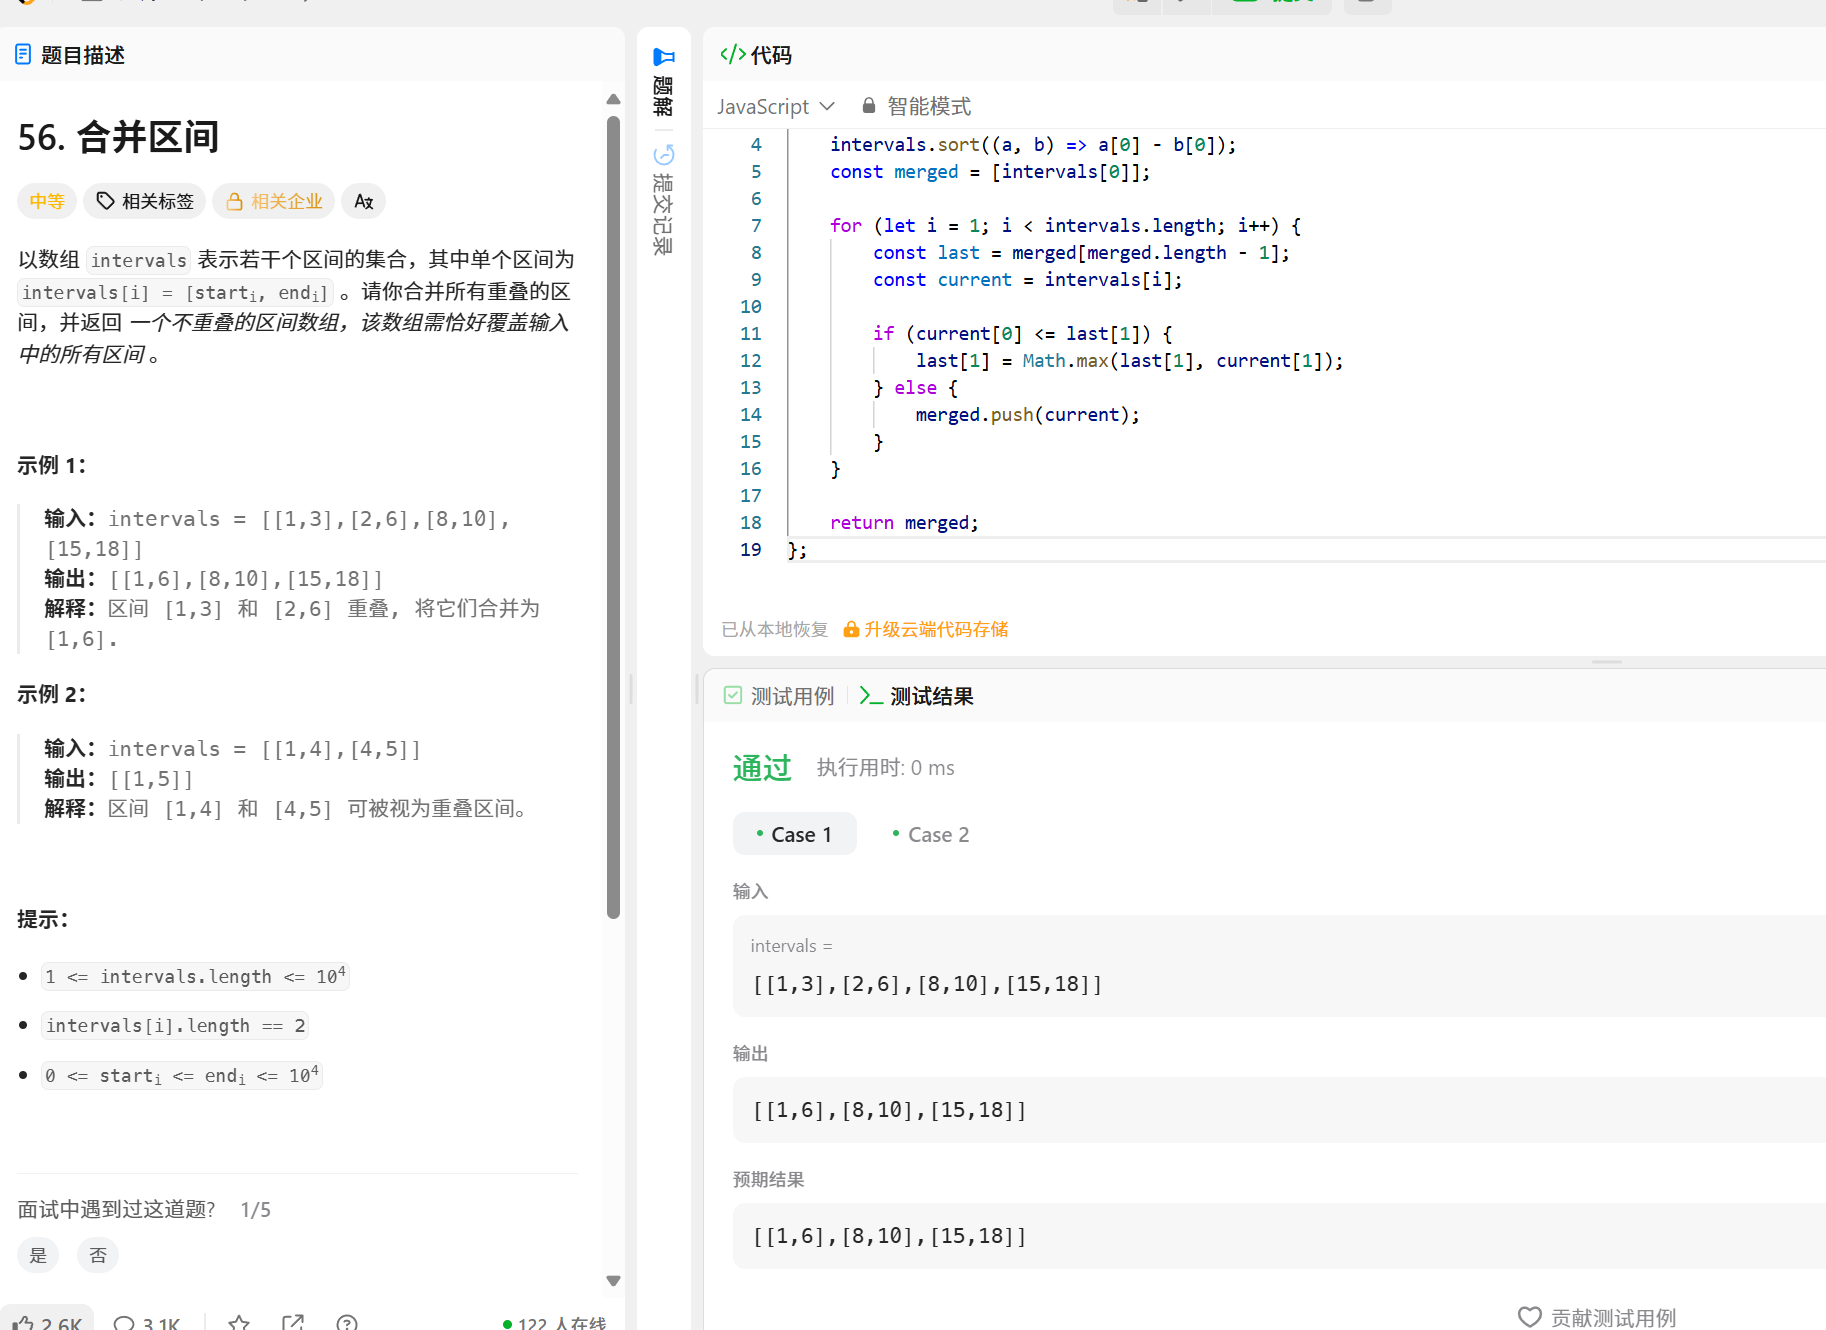 题目描述
56. 合并区间
中等
相关标签
相关企业
以数组 intervals 表示若干个区间的集合，其中单个区间为
intervals[i] = [starti, endi] 。请你合并所有重叠的区
间，并返回 一个不重叠的区间数组，该数组需恰好覆盖输入
中的所有区间 。
示例 1：
输入：intervals = [[1,3],[2,6],[8,10],
[15,18]]
输出：[[1,6],[8,10],[15,18]]
解释：区间 [1,3] 和 [2,6] 重叠, 将它们合并为
[1,6].
示例 2：
输入：intervals = [[1,4],[4,5]]
输出：[[1,5]]
解释：区间 [1,4] 和 [4,5] 可被视为重叠区间。
提示：
1 <= intervals.length <= 10⁴
intervals[i].length == 2
0 <= starti <= endi <= 10⁴
面试中遇到过这道题? 1/5
是 否
2.6K 3.1K 122 人在线
题解
提交记录
</> 代码
JavaScript 智能模式
4 intervals.sort((a, b) => a[0] - b[0]);
5 const merged = [intervals[0]];
6
7 for (let i = 1; i < intervals.length; i++) {
8 const last = merged[merged.length - 1];
9 const current = intervals[i];
10
11 if (current[0] <= last[1]) {
12 last[1] = Math.max(last[1], current[1]);
13 } else {
14 merged.push(current);
15 }
16 }
17
18 return merged;
19 };
已从本地恢复 升级云端代码存储
测试用例 测试结果
通过 执行用时: 0 ms
Case 1 Case 2
输入
intervals =
[[1,3],[2,6],[8,10],[15,18]]
输出
[[1,6],[8,10],[15,18]]
预期结果
[[1,6],[8,10],[15,18]]
贡献测试用例